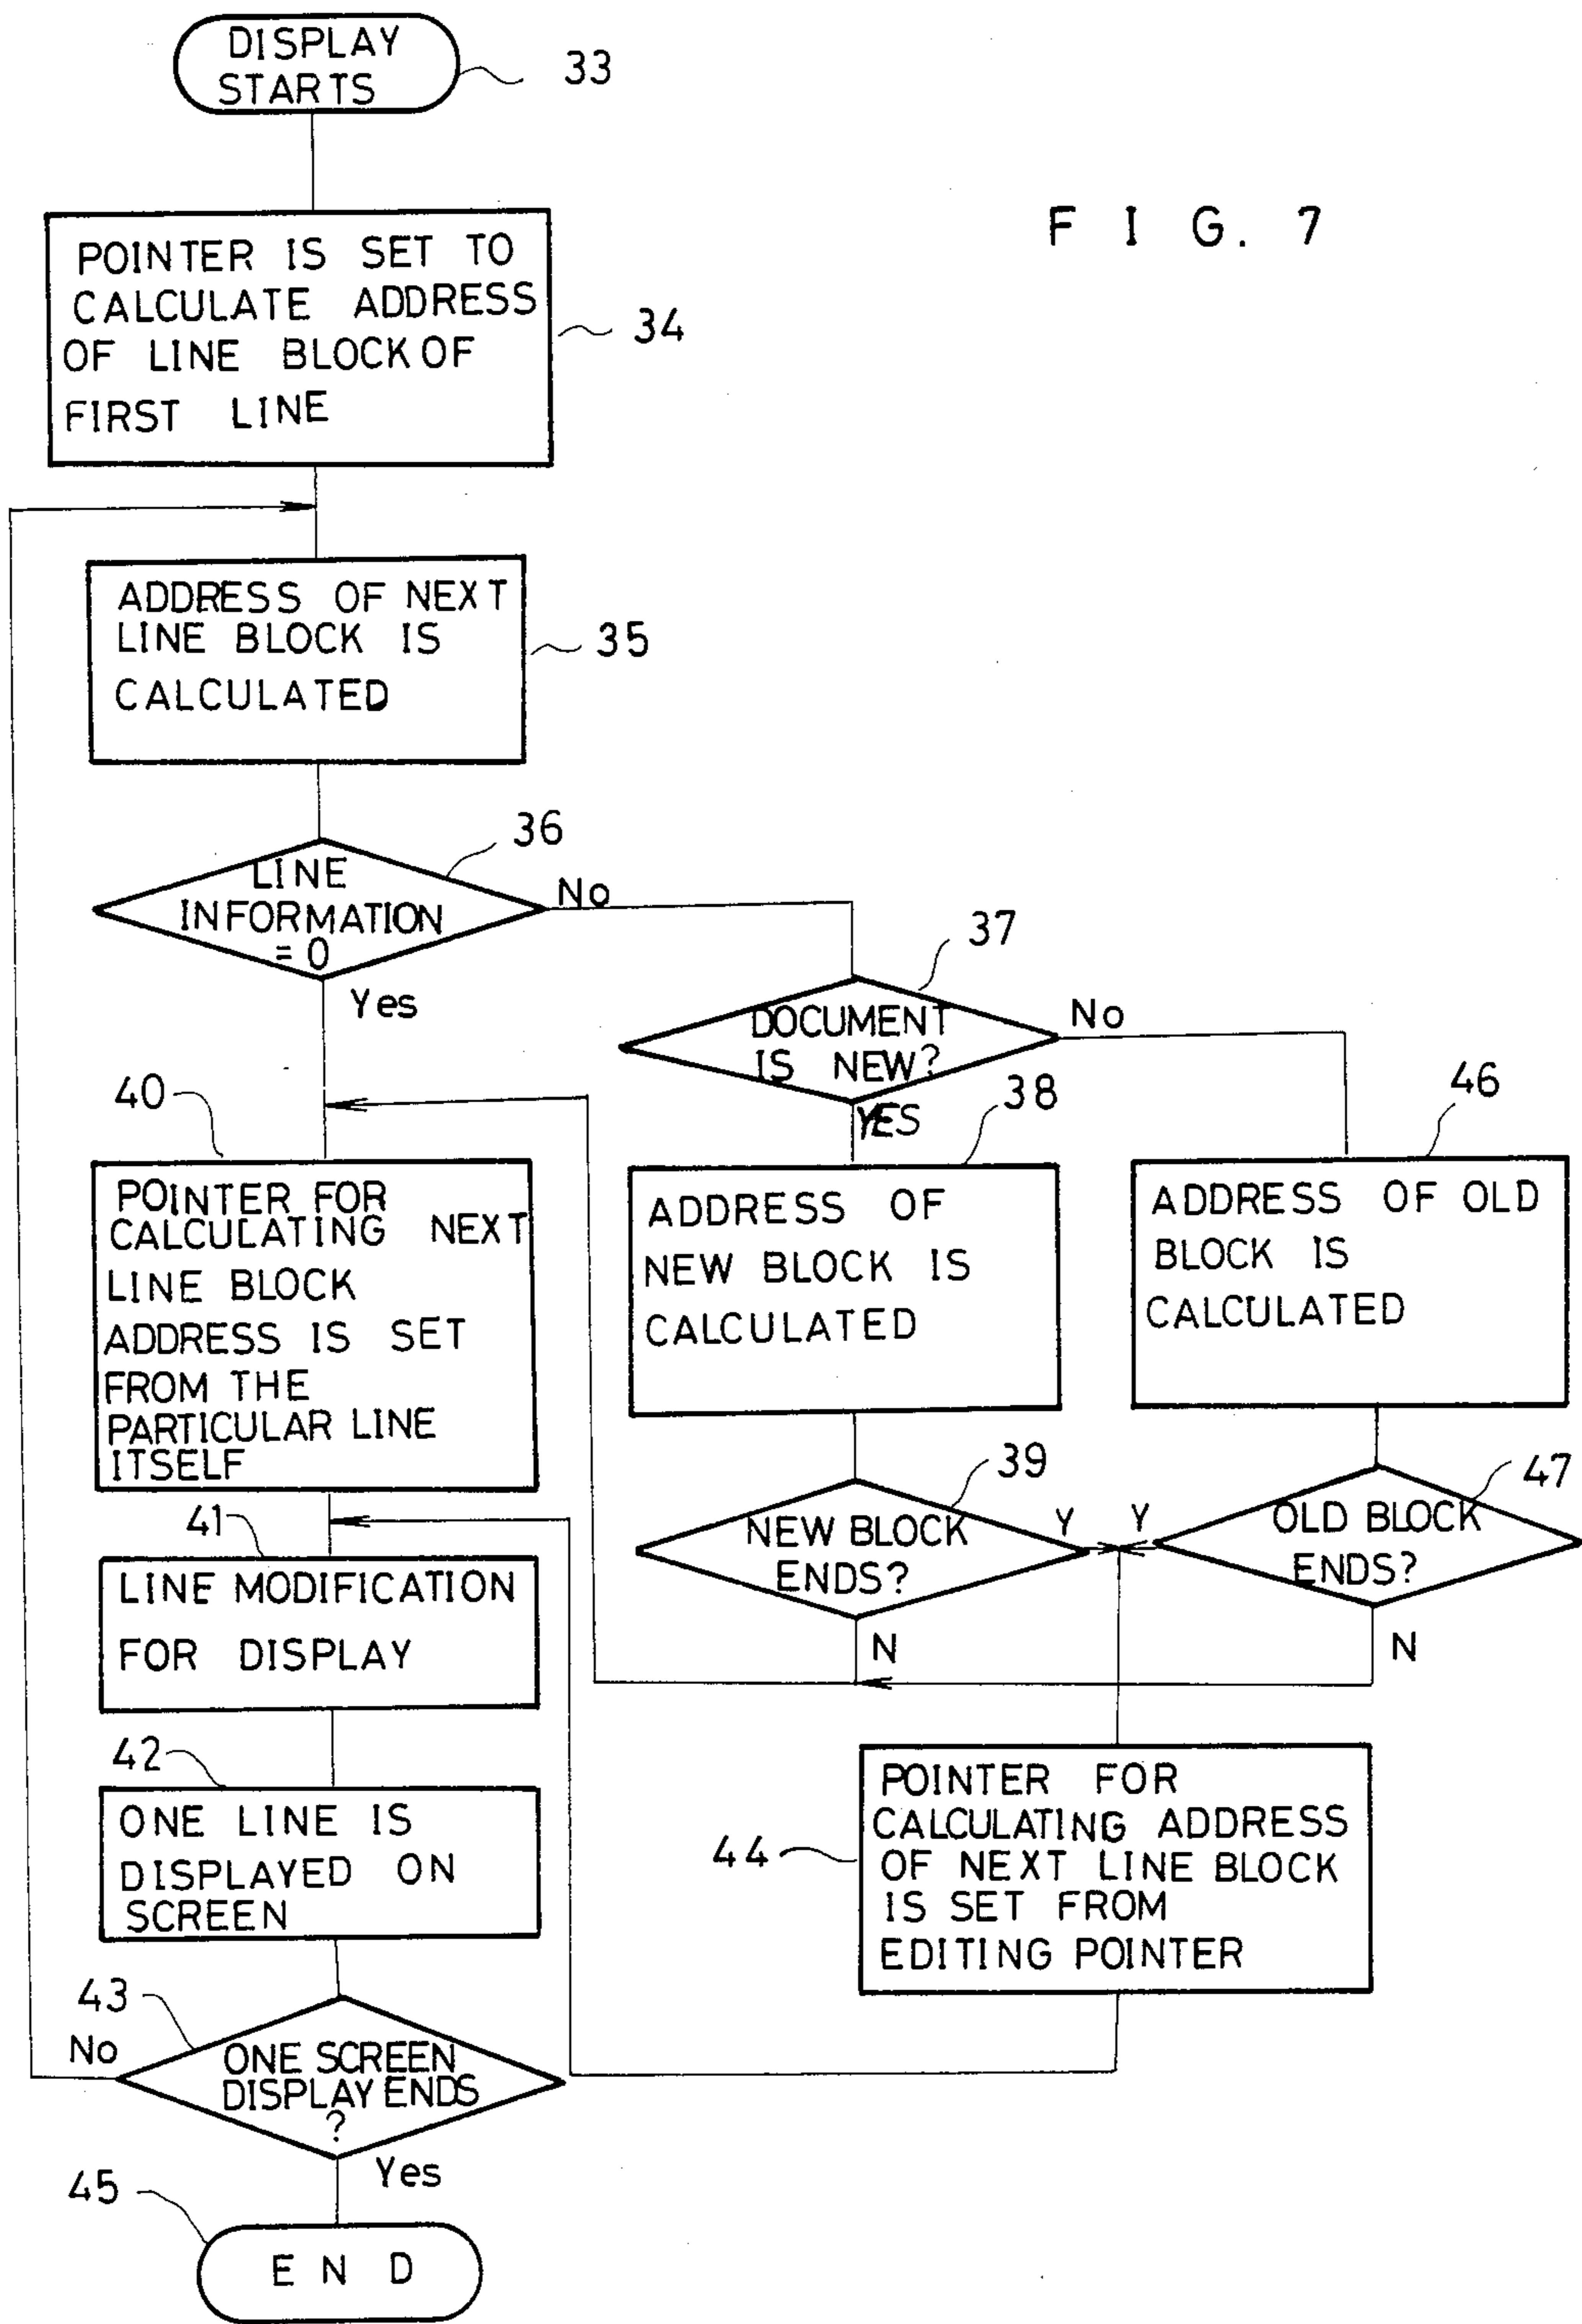 DISPLAY
STARTS
33
F I G. 7
POINTER IS SET TO
CALCULATE ADDRESS
OF LINE BLOCK OF
FIRST LINE
34
ADDRESS OF NEXT
LINE BLOCK IS
CALCULATED
35
36
LINE
INFORMATION
= 0
No
Yes
37
DOCUMENT
IS NEW?
No
YES
40
POINTER FOR
CALCULATING NEXT
LINE BLOCK
ADDRESS IS SET
FROM THE
PARTICULAR LINE
ITSELF
38
ADDRESS OF
NEW BLOCK IS
CALCULATED
46
ADDRESS OF OLD
BLOCK IS
CALCULATED
39
NEW BLOCK
ENDS?
Y
N
47
OLD BLOCK
ENDS?
Y
N
41
LINE MODIFICATION
FOR DISPLAY
42
ONE LINE IS
DISPLAYED ON
SCREEN
44
POINTER FOR
CALCULATING ADDRESS
OF NEXT LINE BLOCK
IS SET FROM
EDITING POINTER
43
No
ONE SCREEN
DISPLAY ENDS
?
Yes
45
E N D